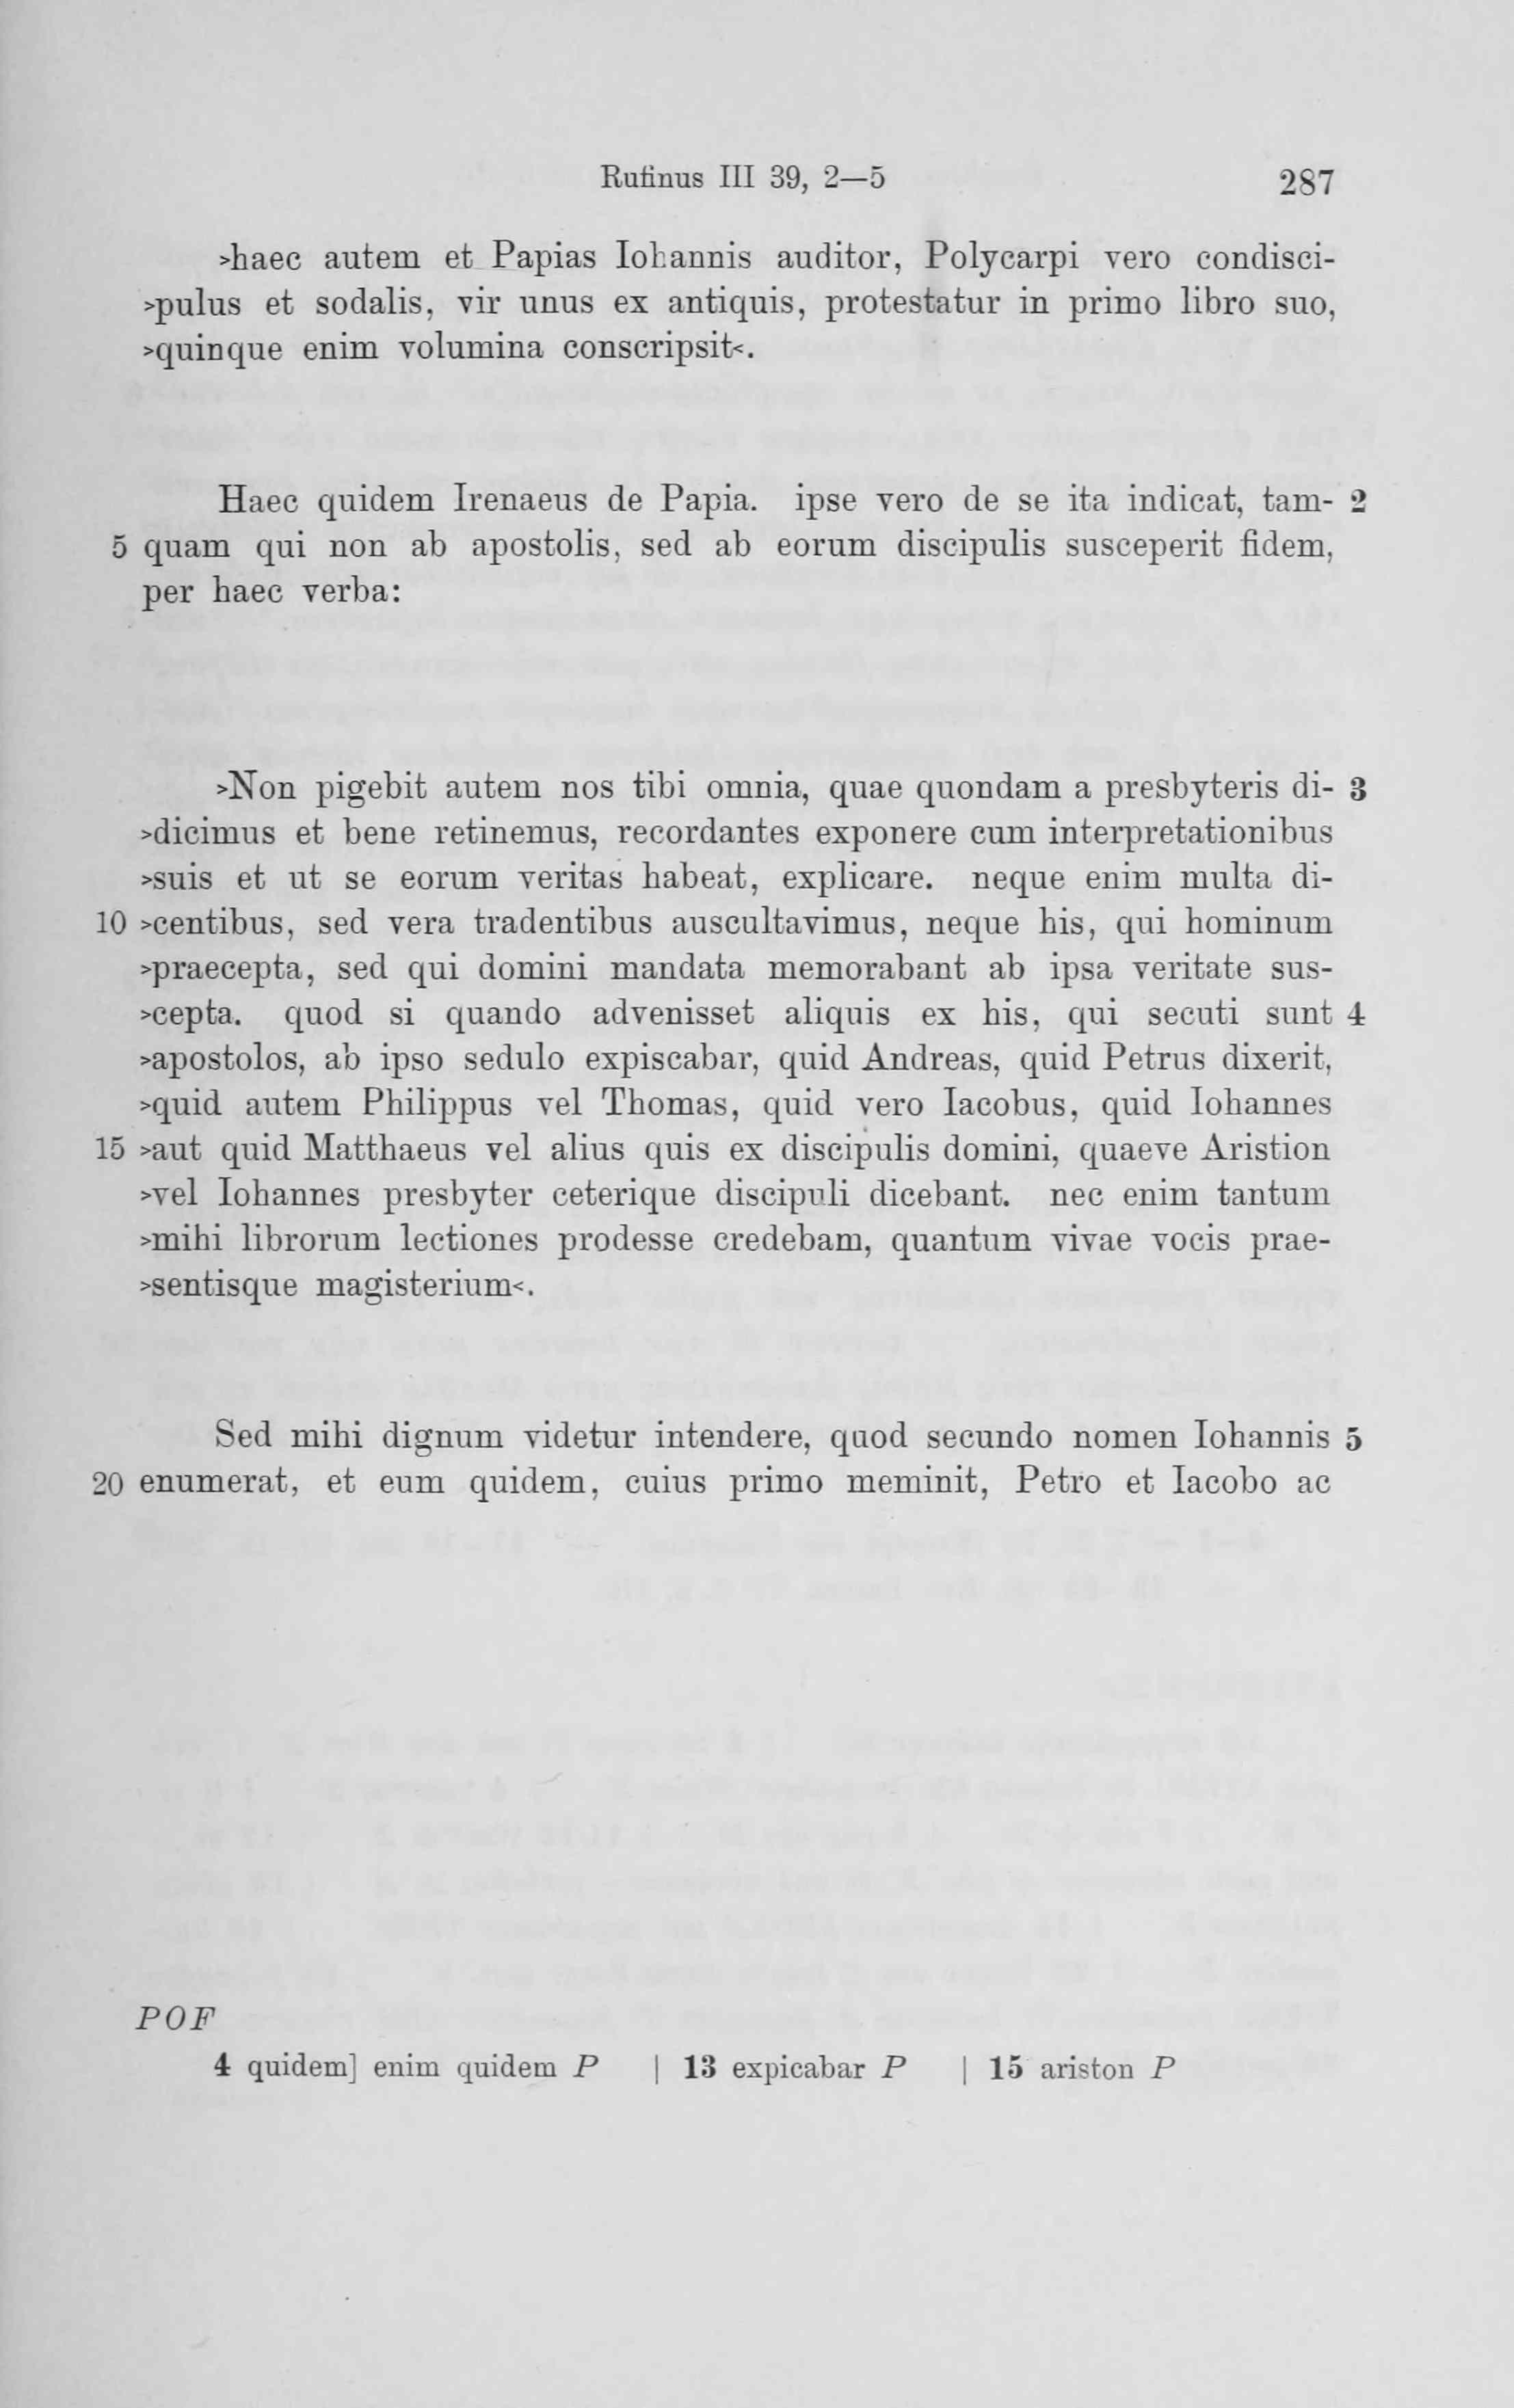 Rufinus III 39, 2—5 287
>haec autem et Papias Iohannis auditor, Polycarpi vero condisci-
>pulus et sodalis, vir unus ex antiquis, protestatur in primo libro suo,
>quinque enim volumina conscripsit<.
Haec quidem Irenaeus de Papia. ipse vero de se ita indicat, tam- 2
5 quam qui non ab apostolis, sed ab eorum discipulis susceperit fidem,
per haec verba:
>Non pigebit autem nos tibi omnia, quae quondam a presbyteris di- 3
>dicimus et bene retinemus, recordantes exponere cum interpretationibus
>suis et ut se eorum veritas habeat, explicare. neque enim multa di-
10 >centibus, sed vera tradentibus auscultavimus, neque his, qui hominum
>praecepta, sed qui domini mandata memorabant ab ipsa veritate sus-
>cepta. quod si quando advenisset aliquis ex his, qui secuti sunt 4
>apostolos, ab ipso sedulo expiscabar, quid Andreas, quid Petrus dixerit,
>quid autem Philippus vel Thomas, quid vero Iacobus, quid Iohannes
15 >aut quid Matthaeus vel alius quis ex discipulis domini, quaeve Aristion
>vel Iohannes presbyter ceterique discipuli dicebant. nec enim tantum
>mihi librorum lectiones prodesse credebam, quantum vivae vocis prae-
>sentisque magisterium<.
Sed mihi dignum videtur intendere, quod secundo nomen Iohannis 5
20 enumerat, et eum quidem, cuius primo meminit, Petro et Iacobo ac
POF
4 quidem] enim quidem P | 13 expicabar P | 15 ariston P